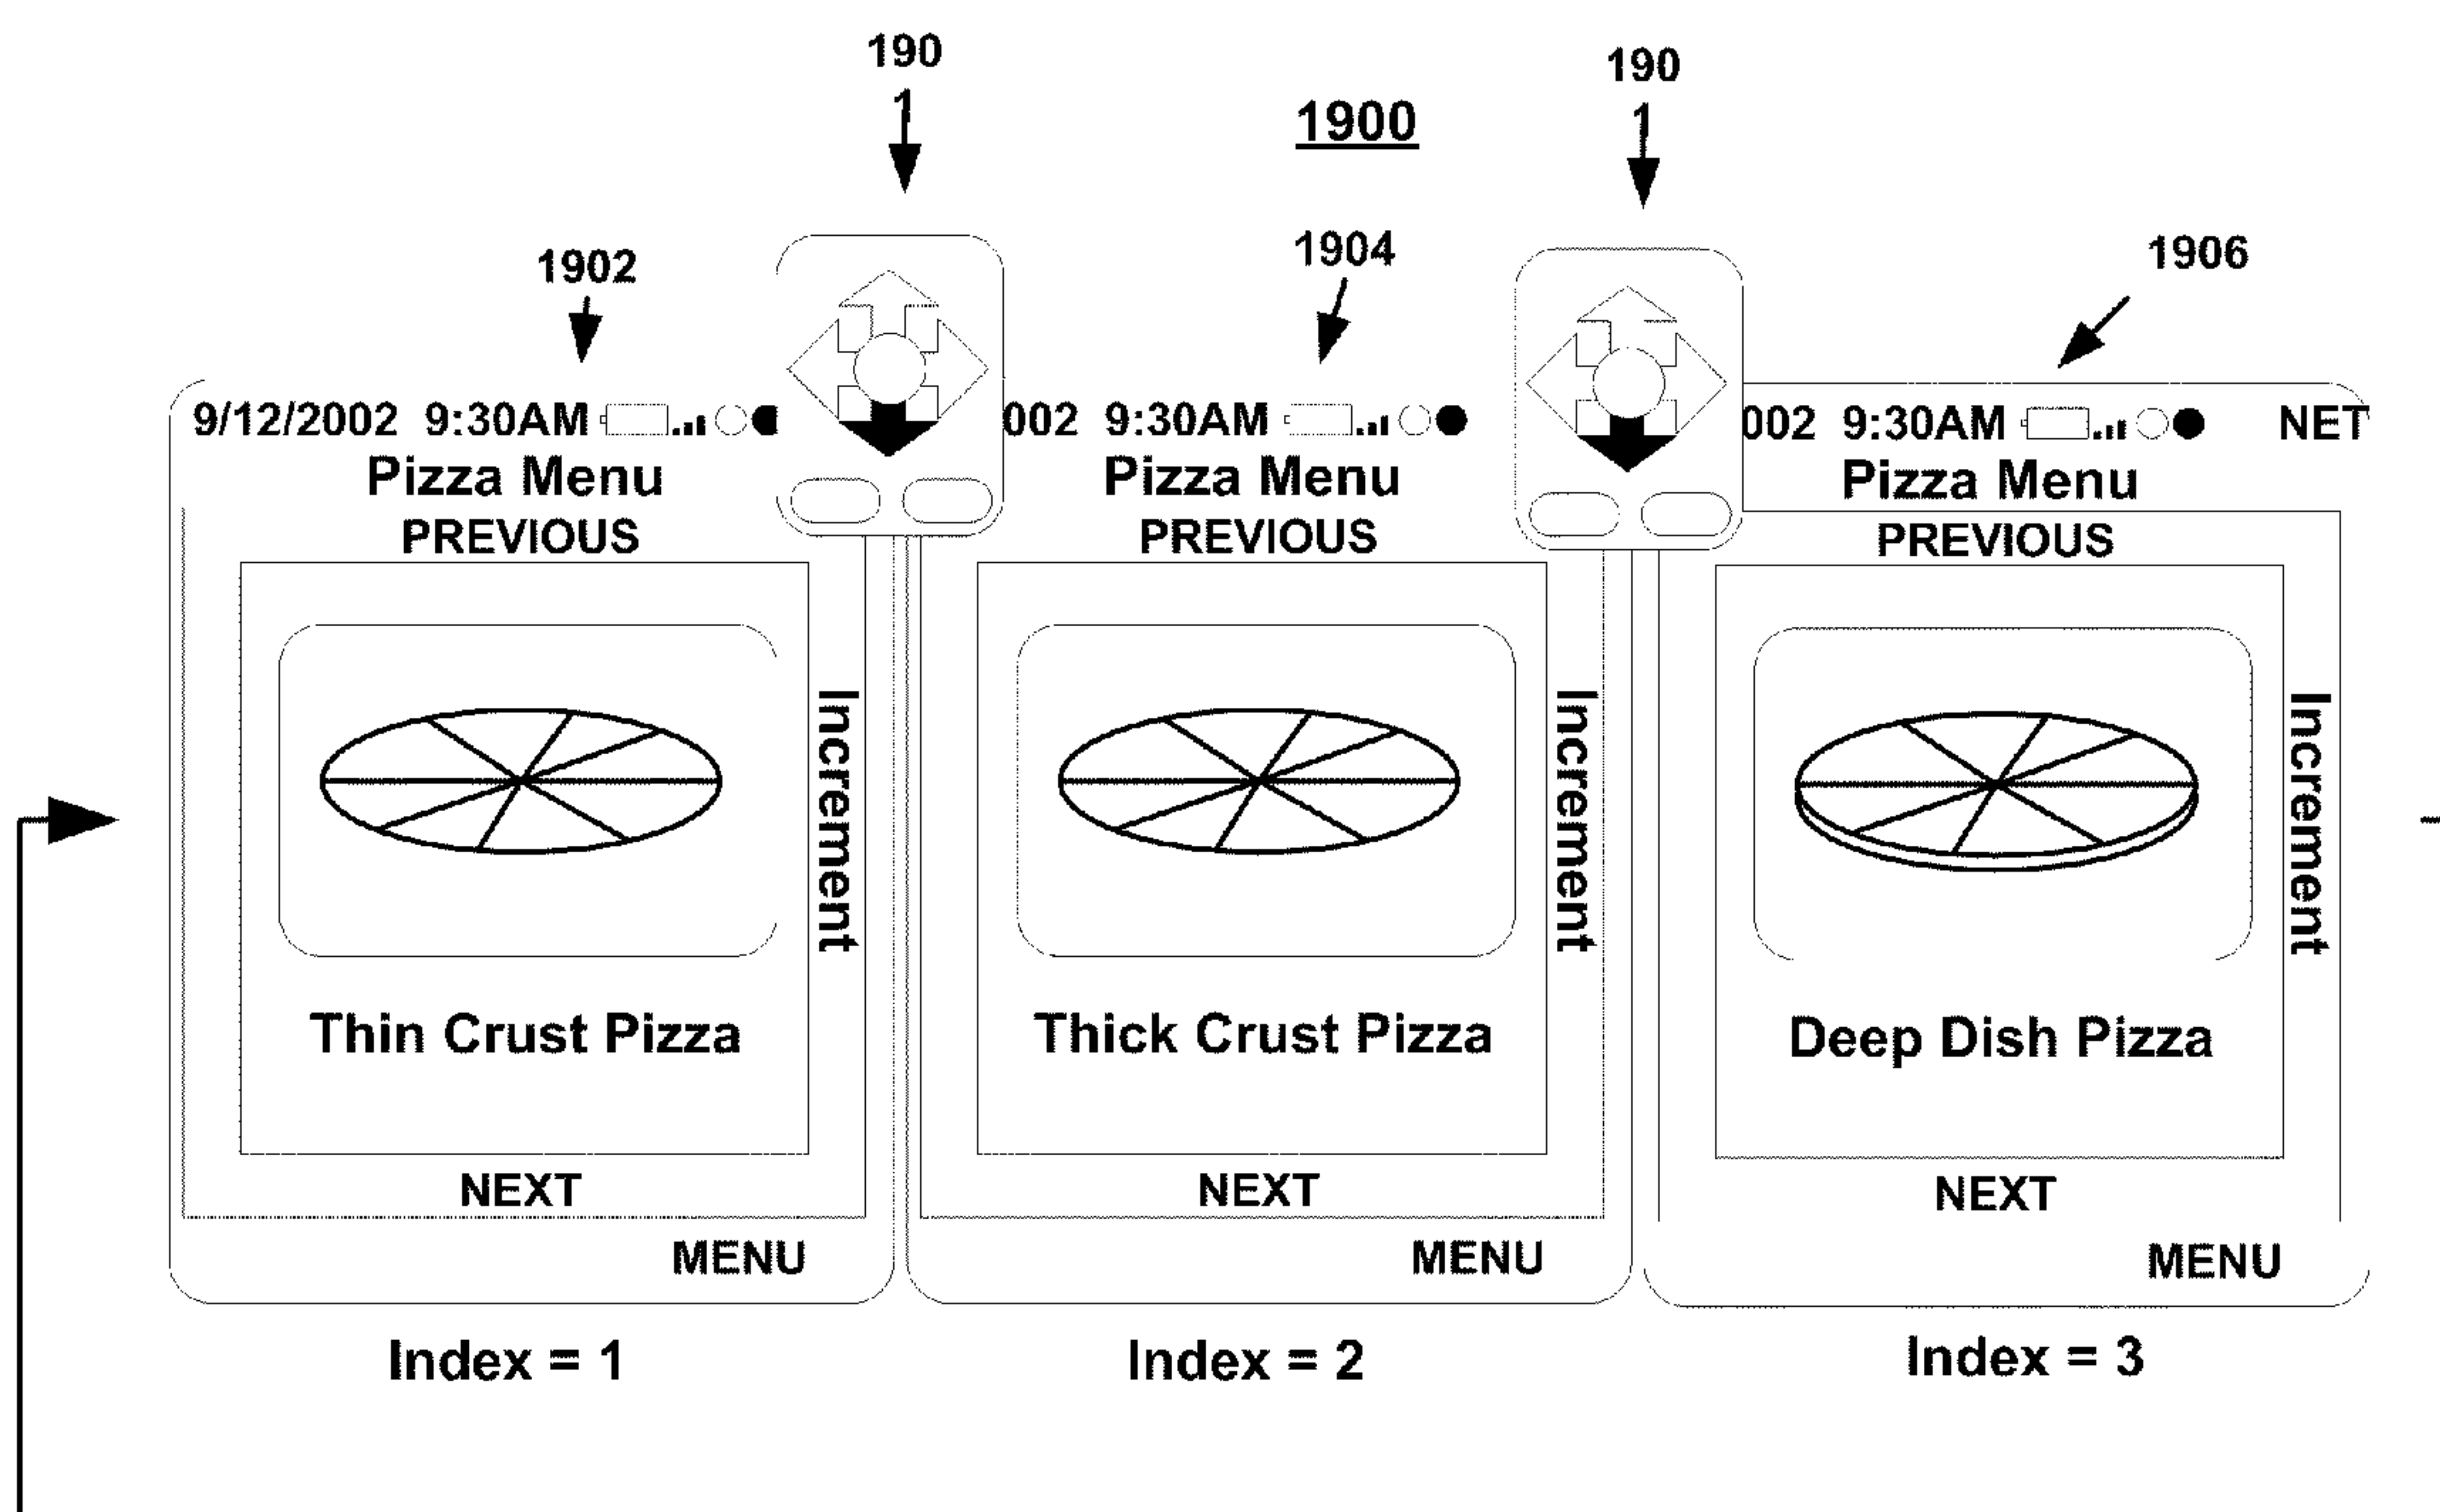 190
1
190
1
1900
1902
1904
1906
9/12/2002 9:30AM
Pizza Menu
PREVIOUS
Increment
Thin Crust Pizza
NEXT
MENU
Index = 1
002 9:30AM
Pizza Menu
PREVIOUS
Increment
Thick Crust Pizza
NEXT
MENU
Index = 2
002 9:30AM NET
Pizza Menu
PREVIOUS
Increment
Deep Dish Pizza
NEXT
MENU
Index = 3